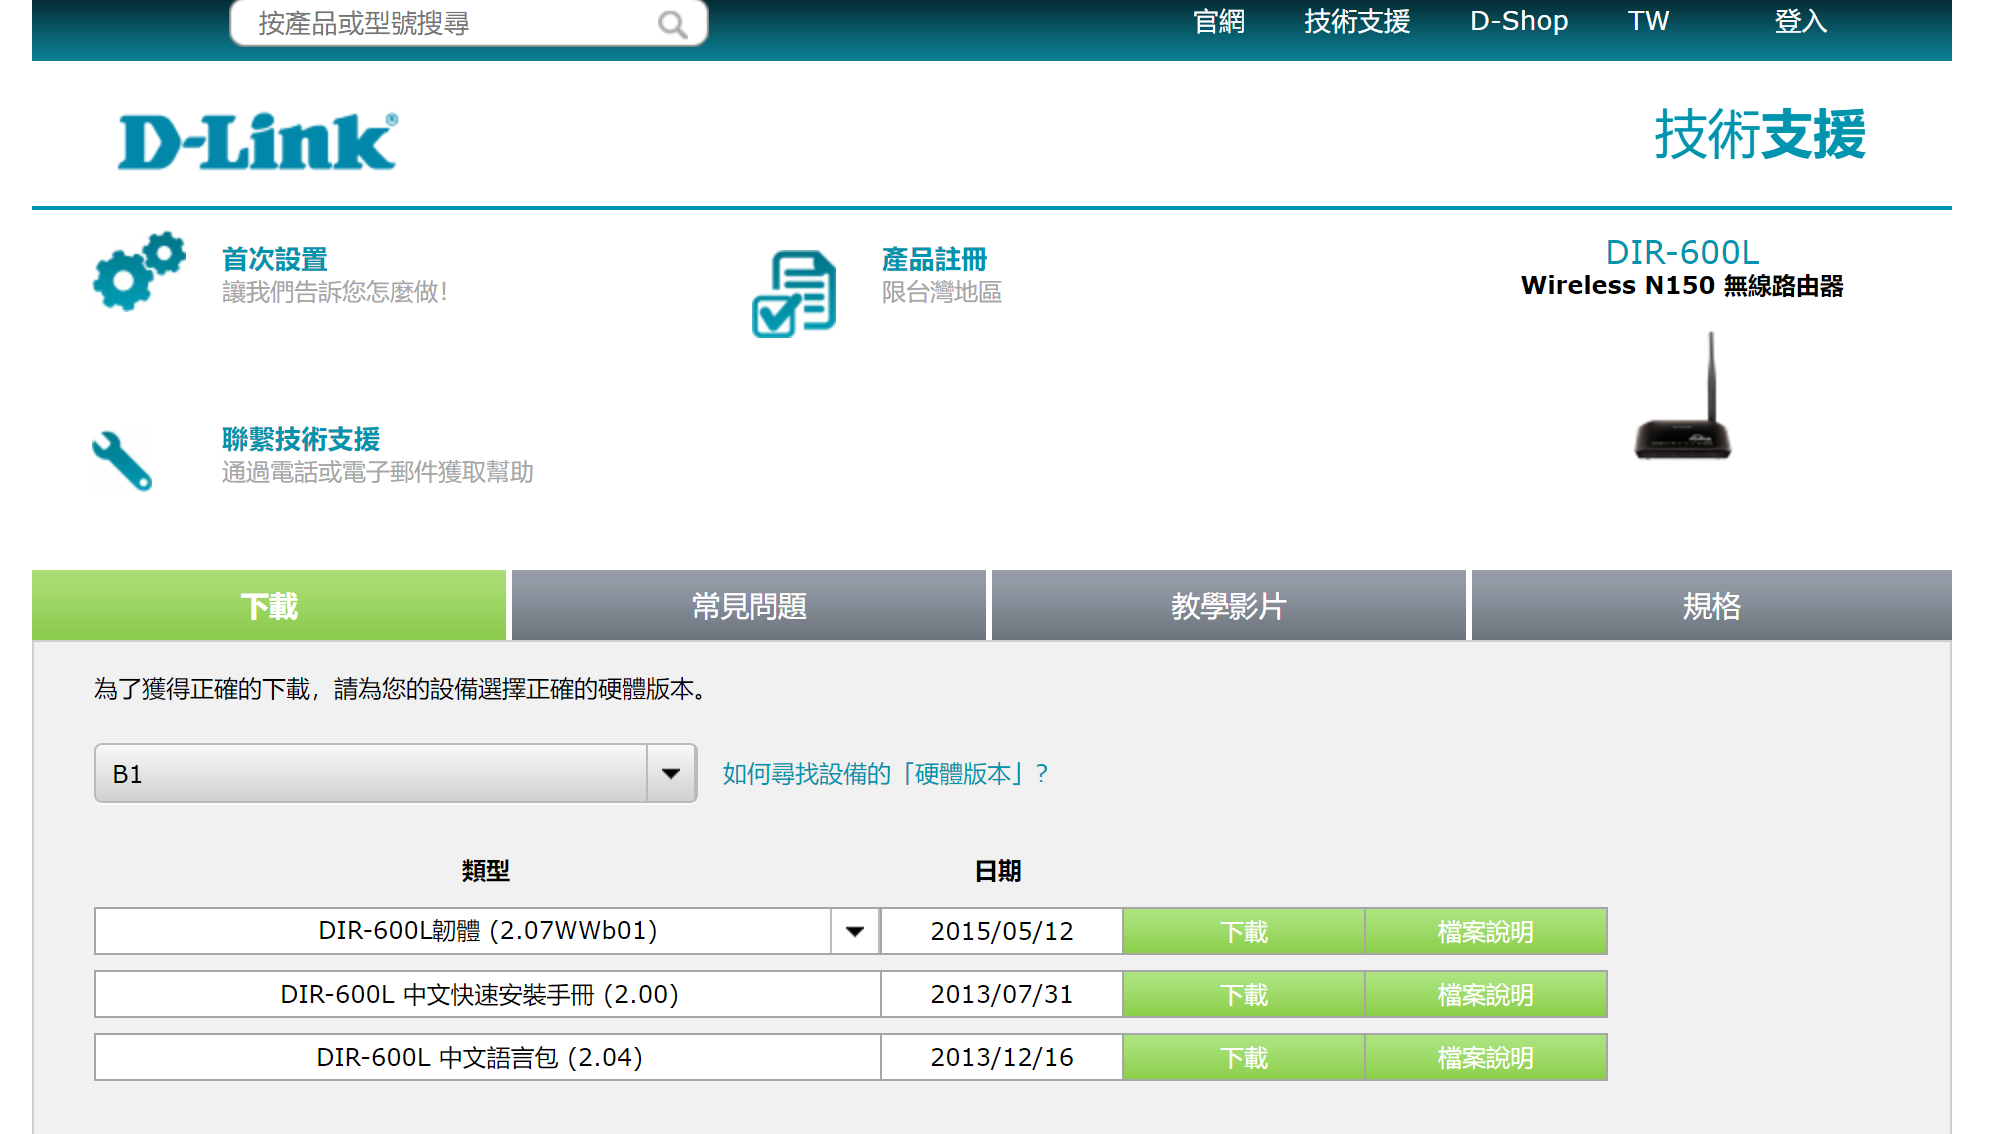 按產品或型號搜尋
官網 技術支援 D-Shop TW 登入
D-Link®
技術支援
首次設置
讓我們告訴您怎麼做！
產品註冊
限台灣地區
DIR-600L
Wireless N150 無線路由器
聯繫技術支援
通過電話或電子郵件獲取幫助
下載 常見問題 教學影片 規格
為了獲得正確的下載，請為您的設備選擇正確的硬體版本。
B1 如何尋找設備的「硬體版本」？
類型 日期
DIR-600L韌體 (2.07WWb01) 2015/05/12 下載 檔案說明
DIR-600L 中文快速安裝手冊 (2.00) 2013/07/31 下載 檔案說明
DIR-600L 中文語言包 (2.04) 2013/12/16 下載 檔案說明